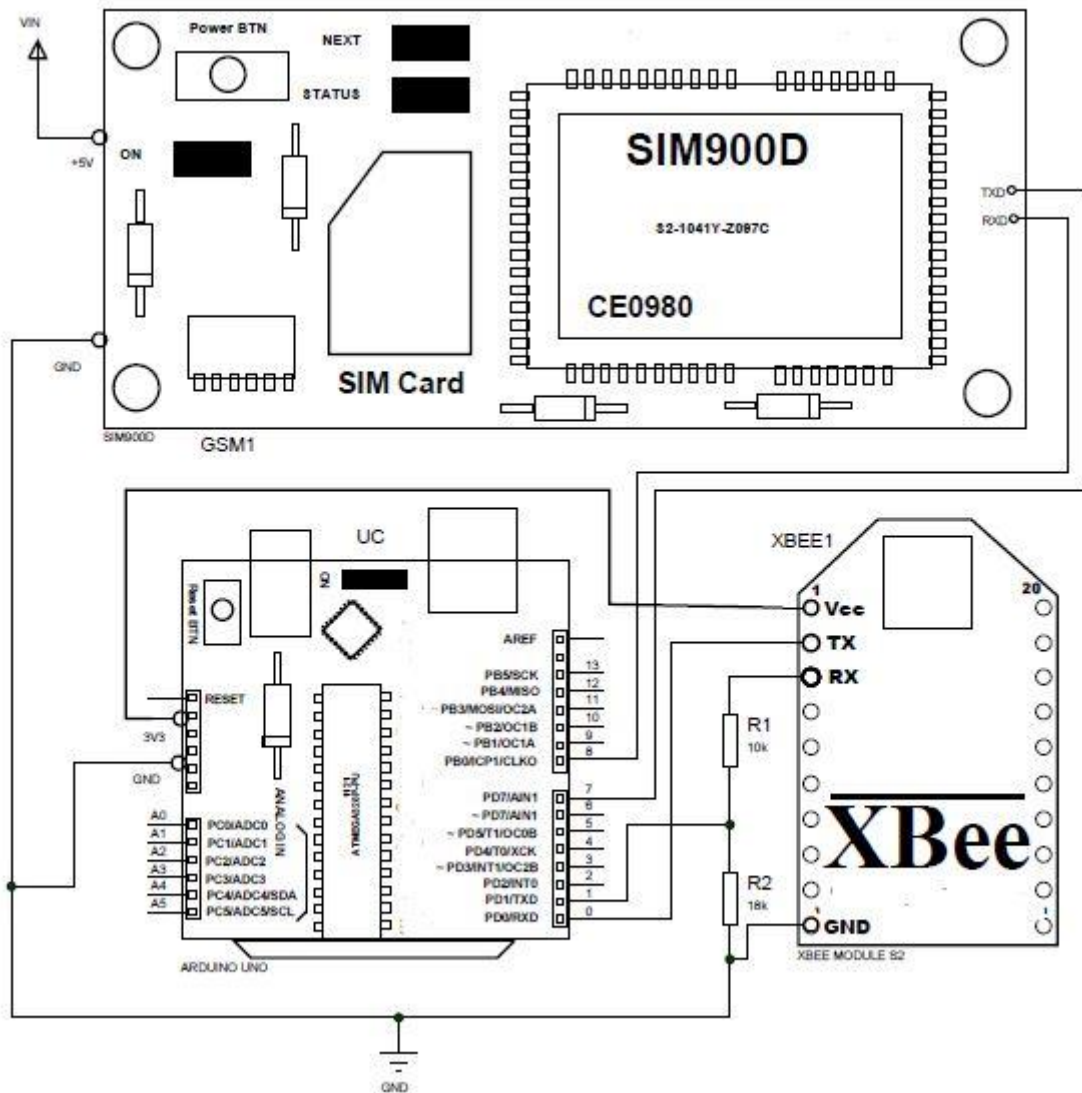 VIN
Power BTN
NEXT
STATUS
ON
+5V
SIM900D
S2-1041Y-Z097C
CE0980
TXD
RXD
GND
SIM Card
SIM900D
GSM1
UC
Reset BTN
ON
RESET
3V3
GND
ANALOG IN
A0 PC0/ADC0
A1 PC1/ADC1
A2 PC2/ADC2
A3 PC3/ADC3
A4 PC4/ADC4/SDA
A5 PC5/ADC5/SCL
1121
AREF
PB5/SCK 13
PB4/MISO 12
~ PB3/MOSI/OC2A 11
~ PB2/OC1B 10
~ PB1/OC1A 9
PB0/ICP1/CLKO 8
PD7/AIN1 7
~ PD7/AIN1 6
~ PD5/T1/OC0B 5
PD4/T0/XCK 4
~ PD3/INT1/OC2B 3
PD2/INT0 2
PD1/TXD 1
PD0/RXD 0
ARDUINO UNO
XBEE1
1
20
Vcc
TX
RX
XBee
GND
XBEE MODULE S2
R1
10k
R2
18k
GND